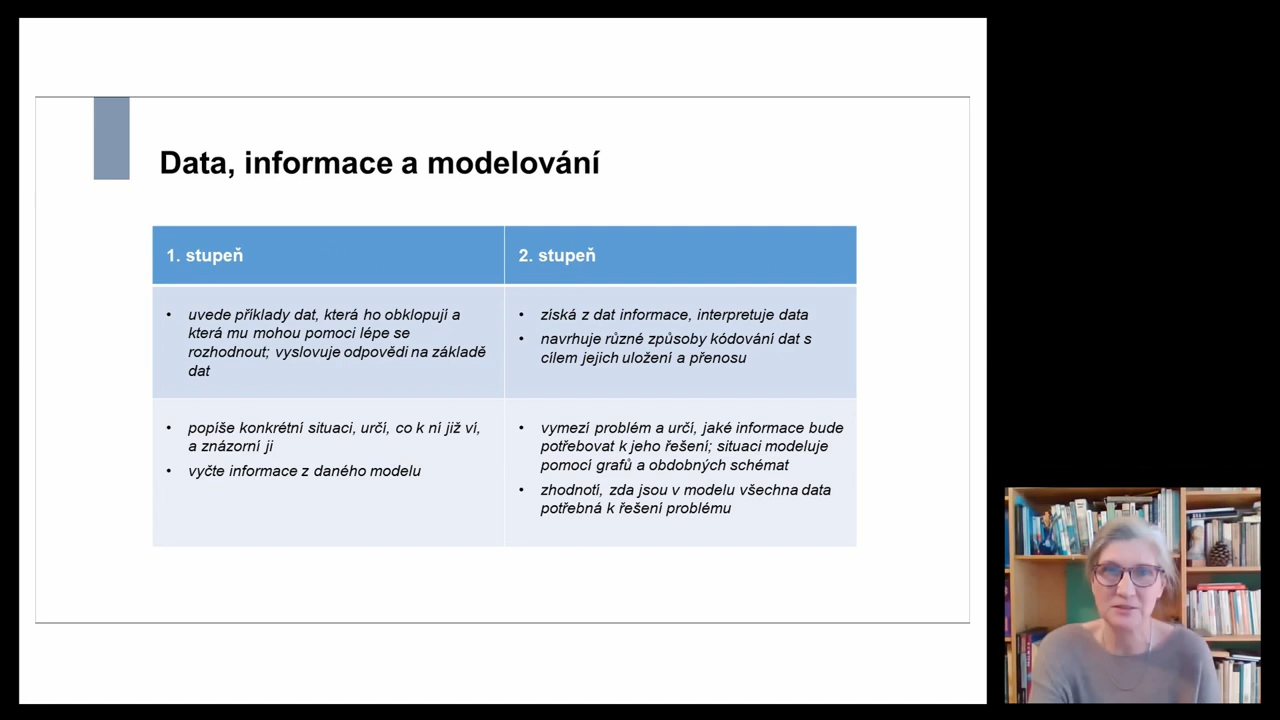 Data, informace a modelování
1. stupeň
2. stupeň
• uvede příklady dat, která ho obklopují a
která mu mohou pomoci lépe se
rozhodnout; vyslovuje odpovědi na základě
dat
• získá z dat informace, interpretuje data
• navrhuje různé způsoby kódování dat s
cílem jejich uložení a přenosu
• popíše konkrétní situaci, určí, co k ní již ví,
a znázorní ji
• vyčte informace z daného modelu
• vymezí problém a určí, jaké informace bude
potřebovat k jeho řešení; situaci modeluje
pomocí grafů a obdobných schémat
• zhodnotí, zda jsou v modelu všechna data
potřebná k řešení problému